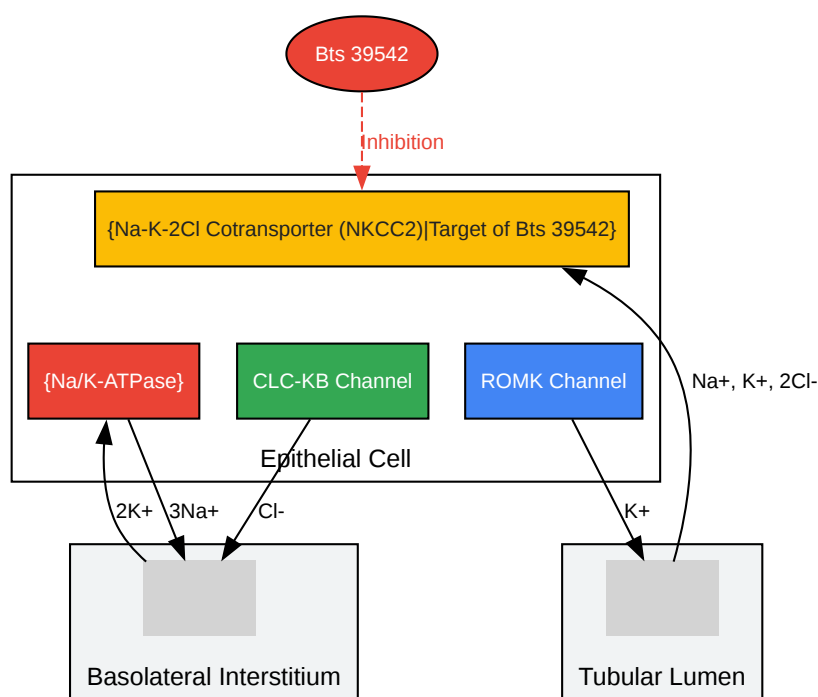 Bts 39542
Inhibition
{Na-K-2Cl Cotransporter (NKCC2)|Target of Bts 39542}
{Na/K-ATPase}
CLC-KB Channel
ROMK Channel
Na+, K+, 2Cl-
Epithelial Cell
2K+
3Na+
Cl-
K+
Basolateral Interstitium
Tubular Lumen